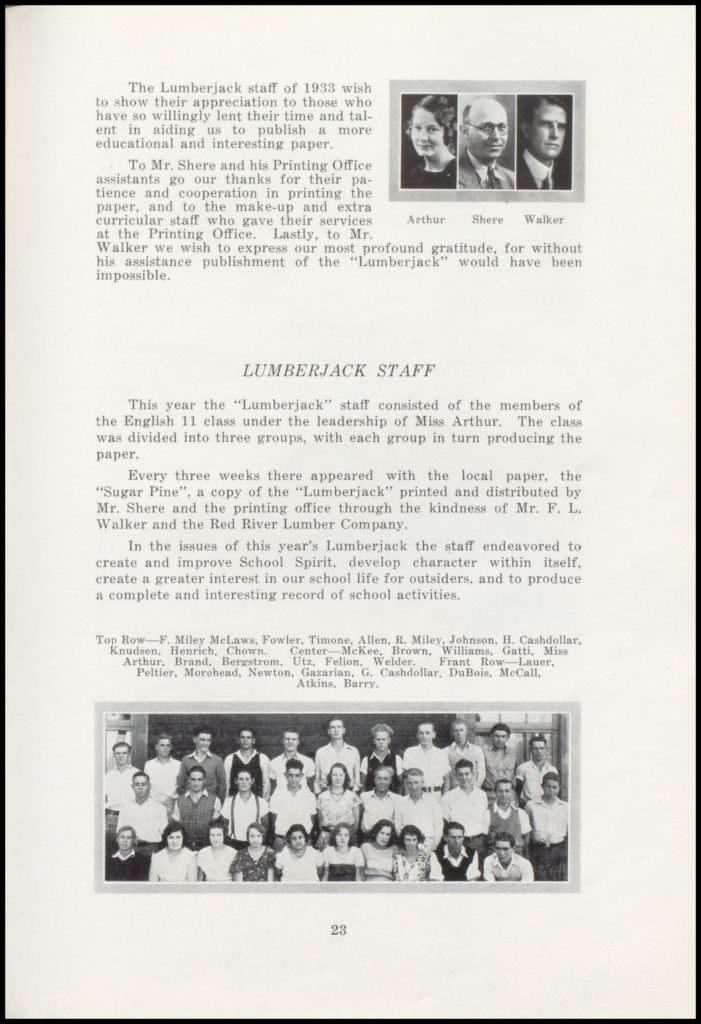 The Lumberjack staff of 1933 wish
to show their appreciation to those who
have so willingly lent their time and tal-
ent in aiding us to publish a more
educational and interesting paper.
To Mr. Shere and his Printing Office
assistants go our thanks for their pa-
tience and cooperation in printing the
paper, and to the make-up and extra
curricular staff who gave their services
at the Printing Office. Lastly, to Mr.
Walker we wish to express our most profound gratitude, for without
his assistance publishment of the "Lumberjack" would have been
impossible.
Arthur Shere Walker
LUMBERJACK STAFF
This year the "Lumberjack" staff consisted of the members of
the English 11 class under the leadership of Miss Arthur. The class
was divided into three groups, with each group in turn producing the
paper.
Every three weeks there appeared with the local paper, the
"Sugar Pine", a copy of the "Lumberjack" printed and distributed by
Mr. Shere and the printing office through the kindness of Mr. F. L.
Walker and the Red River Lumber Company.
In the issues of this year's Lumberjack the staff endeavored to
create and improve School Spirit, develop character within itself,
create a greater interest in our school life for outsiders, and to produce
a complete and interesting record of school activities.
Top Row—F. Miley McLaws, Fowler, Timone, Allen, R. Miley, Johnson, H. Cashdollar,
Knudsen, Henrich, Chown. Center—McKee, Brown, Williams, Gatti, Miss
Arthur, Brand, Bergstrom, Utz, Felion, Welder. Frant Row—Lauer,
Peltier, Morehead, Newton, Gazarian, G. Cashdollar, DuBois, McCall,
Atkins, Barry.
23